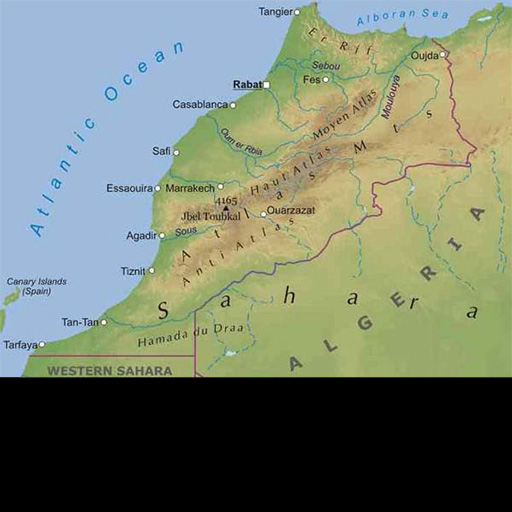 Tangier
Alboran Sea
Er Rif
Oujda
Sebou
Fes
Rabat
Moulouya
Atlantic Ocean
Casablanca
Moyen Atlas
Oum er Rbia
Safi
Haut Atlas
Atlas Mts
Essaouira
Marrakech
4165
Jbel Toubkal
Ouarzazat
Sous
Agadir
Anti Atlas
Tiznit
Canary Islands
(Spain)
Sahara
ALGERIA
Tan-Tan
Hamada du Draa
Tarfaya
WESTERN SAHARA